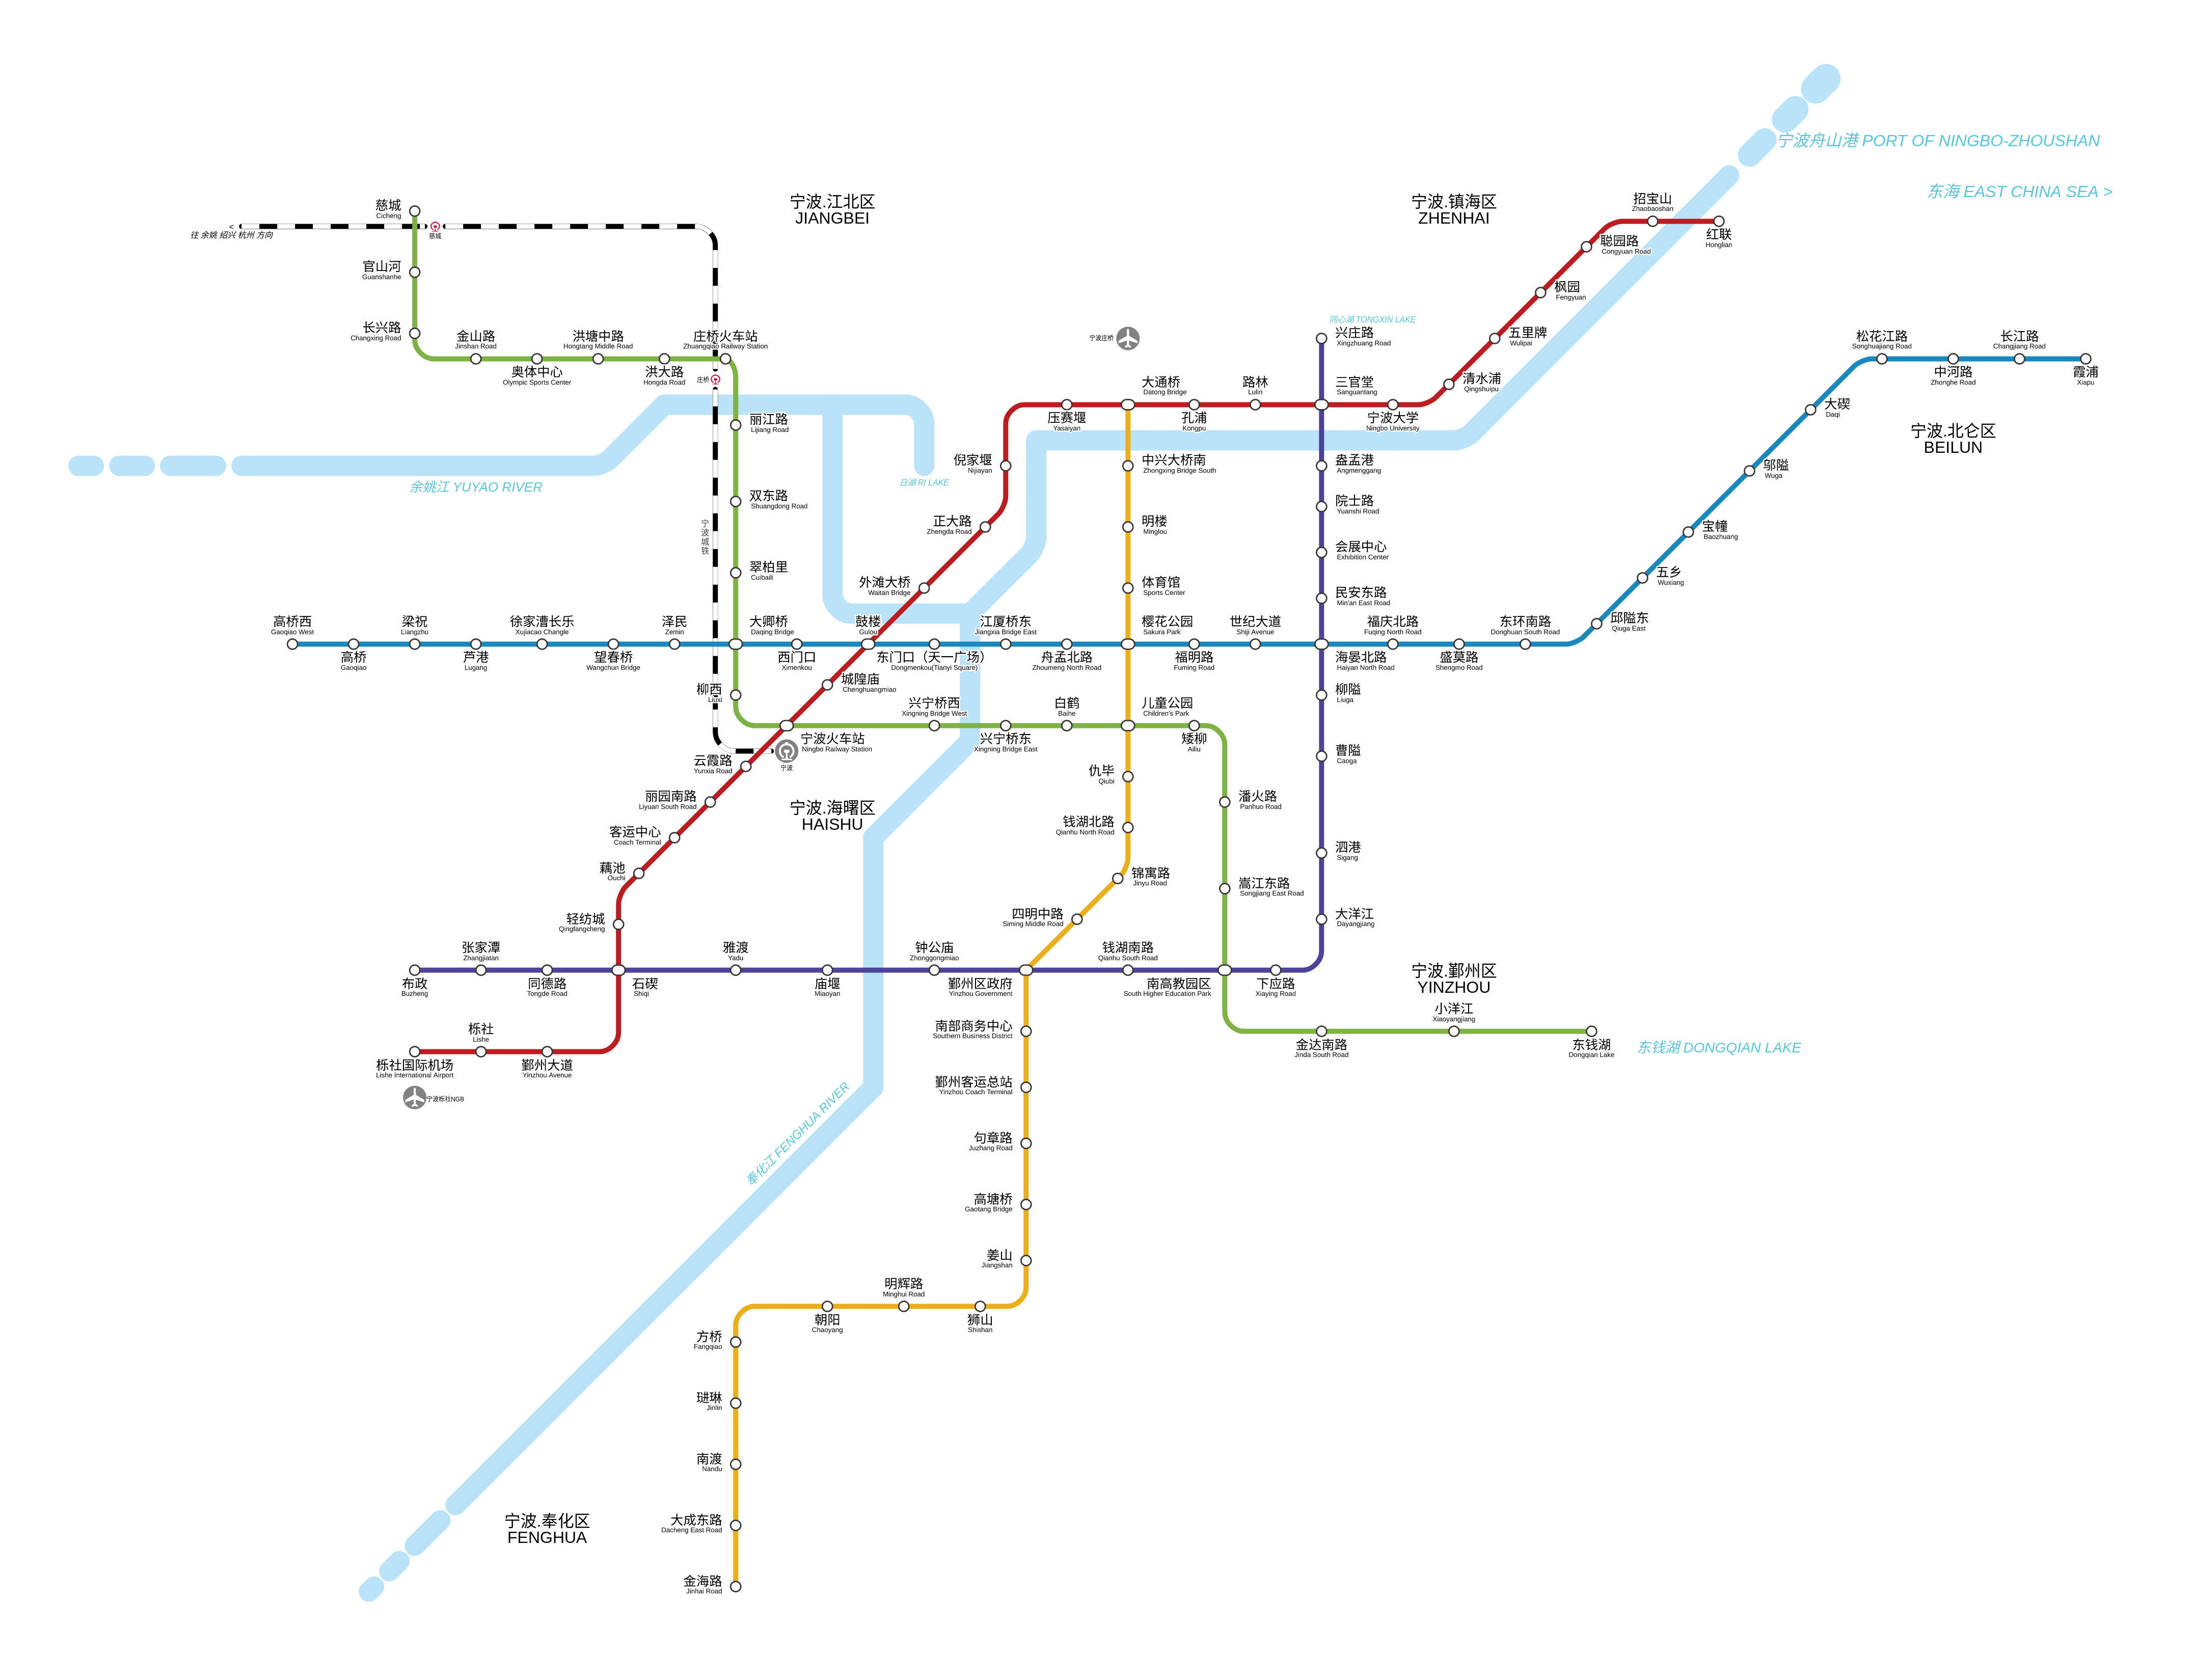 宁波舟山港 PORT OF NINGBO-ZHOUSHAN
东海 EAST CHINA SEA >
宁波.江北区
JIANGBEI
宁波.镇海区
ZHENHAI
宁波.北仑区
BEILUN
宁波.海曙区
HAISHU
宁波.鄞州区
YINZHOU
宁波.奉化区
FENGHUA
<
往 余姚 绍兴 杭州 方向
慈城
庄桥
宁波城铁
宁波
宁波庄桥
宁波栎社NGB
同心湖 TONGXIN LAKE
余姚江 YUYAO RIVER
日湖 RI LAKE
奉化江 FENGHUA RIVER
东钱湖 DONGQIAN LAKE
慈城
Cicheng
官山河
Guanshanhe
长兴路
Changxing Road
金山路
Jinshan Road
奥体中心
Olympic Sports Center
洪塘中路
Hongtang Middle Road
洪大路
Hongda Road
庄桥火车站
Zhuangqiao Railway Station
丽江路
Lijiang Road
双东路
Shuangdong Road
翠柏里
Cuibaili
大卿桥
Daqing Bridge
柳西
Liuxi
宁波火车站
Ningbo Railway Station
兴宁桥西
Xingning Bridge West
兴宁桥东
Xingning Bridge East
白鹤
Baihe
儿童公园
Children's Park
矮柳
Ailiu
潘火路
Panhuo Road
嵩江东路
Songjiang East Road
南高教园区
South Higher Education Park
金达南路
Jinda South Road
小洋江
Xiaoyangjiang
东钱湖
Dongqian Lake
红联
Honglian
招宝山
Zhaobaoshan
聪园路
Congyuan Road
枫园
Fengyuan
五里牌
Wulipai
清水浦
Qingshuipu
宁波大学
Ningbo University
三官堂
Sanguantang
路林
Lulin
孔浦
Kongpu
大通桥
Datong Bridge
压赛堰
Yasaiyan
倪家堰
Nijiayan
正大路
Zhengda Road
外滩大桥
Waitan Bridge
鼓楼
Gulou
城隍庙
Chenghuangmiao
云霞路
Yunxia Road
丽园南路
Liyuan South Road
客运中心
Coach Terminal
藕池
Ouchi
轻纺城
Qingfangcheng
石碶
Shiqi
鄞州大道
Yinzhou Avenue
栎社
Lishe
栎社国际机场
Lishe International Airport
高桥西
Gaoqiao West
高桥
Gaoqiao
梁祝
Liangzhu
芦港
Lugang
徐家漕长乐
Xujiacao Changle
望春桥
Wangchun Bridge
泽民
Zemin
西门口
Ximenkou
东门口（天一广场）
Dongmenkou(Tianyi Square)
江厦桥东
Jiangxia Bridge East
舟孟北路
Zhoumeng North Road
樱花公园
Sakura Park
福明路
Fuming Road
世纪大道
Shiji Avenue
海晏北路
Haiyan North Road
福庆北路
Fuqing North Road
盛莫路
Shengmo Road
东环南路
Donghuan South Road
邱隘东
Qiuga East
五乡
Wuxiang
宝幢
Baozhuang
邬隘
Wuga
大碶
Daqi
松花江路
Songhuajiang Road
中河路
Zhonghe Road
长江路
Changjiang Road
霞浦
Xiapu
中兴大桥南
Zhongxing Bridge South
明楼
Minglou
体育馆
Sports Center
仇毕
Qiubi
钱湖北路
Qianhu North Road
锦寓路
Jinyu Road
四明中路
Siming Middle Road
鄞州区政府
Yinzhou Government
南部商务中心
Southern Business District
鄞州客运总站
Yinzhou Coach Terminal
句章路
Juzhang Road
高塘桥
Gaotang Bridge
姜山
Jiangshan
狮山
Shishan
明辉路
Minghui Road
朝阳
Chaoyang
方桥
Fangqiao
琎琳
Jinlin
南渡
Nandu
大成东路
Dacheng East Road
金海路
Jinhai Road
兴庄路
Xingzhuang Road
盎孟港
Angmenggang
院士路
Yuanshi Road
会展中心
Exhibition Center
民安东路
Min'an East Road
柳隘
Liuga
曹隘
Caoga
泗港
Sigang
大洋江
Dayangjiang
下应路
Xiaying Road
钱湖南路
Qianhu South Road
钟公庙
Zhonggongmiao
庙堰
Miaoyan
雅渡
Yadu
同德路
Tongde Road
张家潭
Zhangjiatan
布政
Buzheng